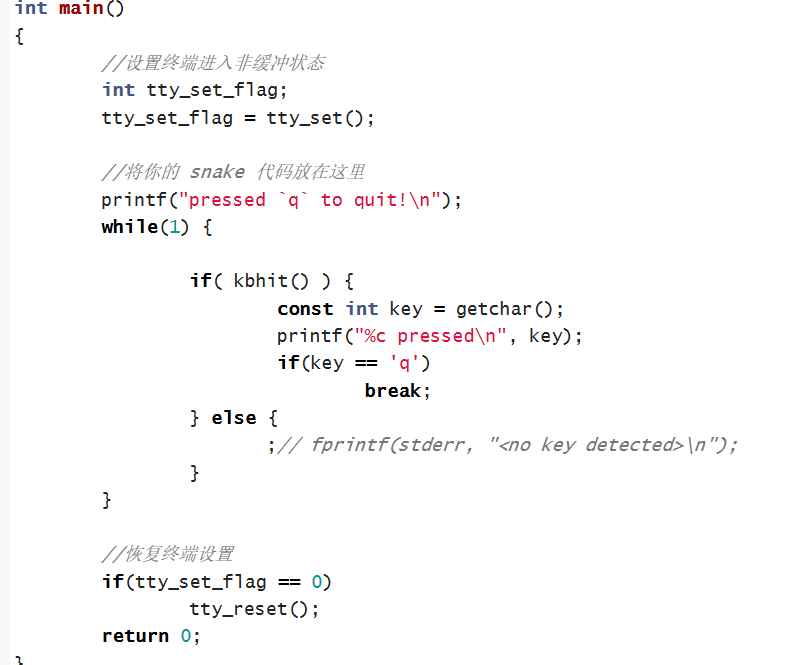 int main()
{
//设置终端进入非缓冲状态
int tty_set_flag;
tty_set_flag = tty_set();
//将你的 snake 代码放在这里
printf("pressed `q` to quit!\n");
while(1) {
if( kbhit() ) {
const int key = getchar();
printf("%c pressed\n", key);
if(key == 'q')
break;
} else {
;// fprintf(stderr, "<no key detected>\n");
}
}
//恢复终端设置
if(tty_set_flag == 0)
tty_reset();
return 0;
}